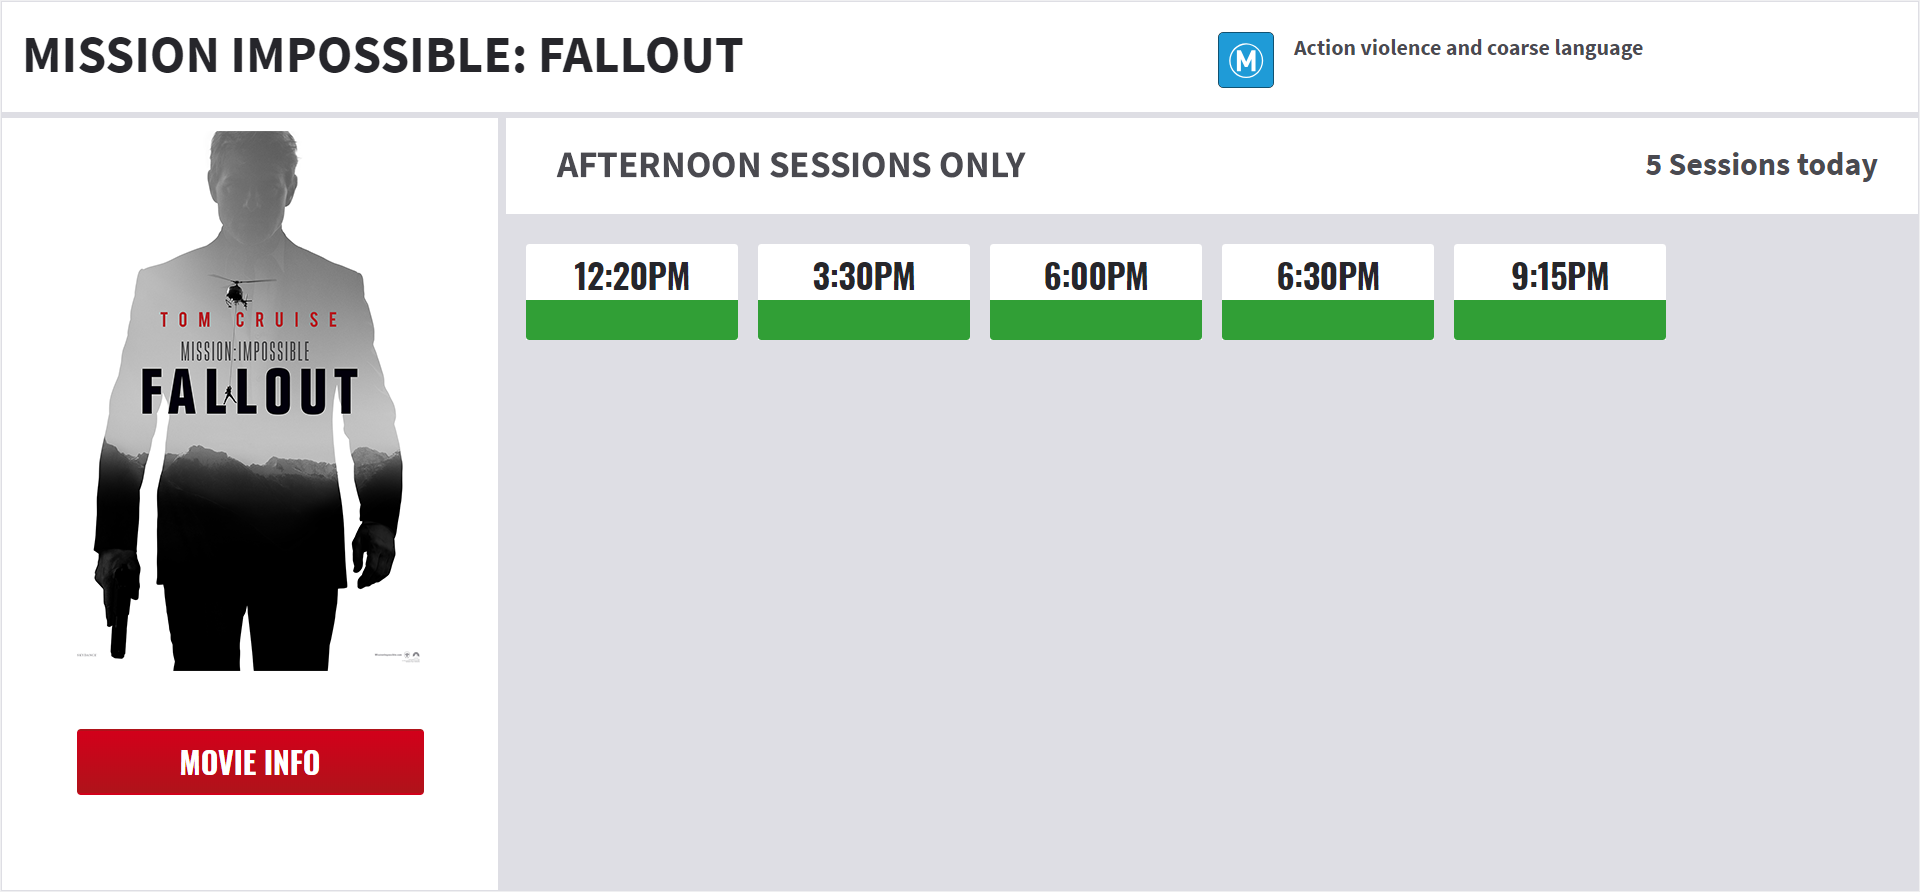 MISSION IMPOSSIBLE: FALLOUT
M
Action violence and coarse language
AFTERNOON SESSIONS ONLY
5 Sessions today
12:20PM
3:30PM
6:00PM
6:30PM
9:15PM
TOM CRUISE
MISSION:IMPOSSIBLE
FALLOUT
MOVIE INFO